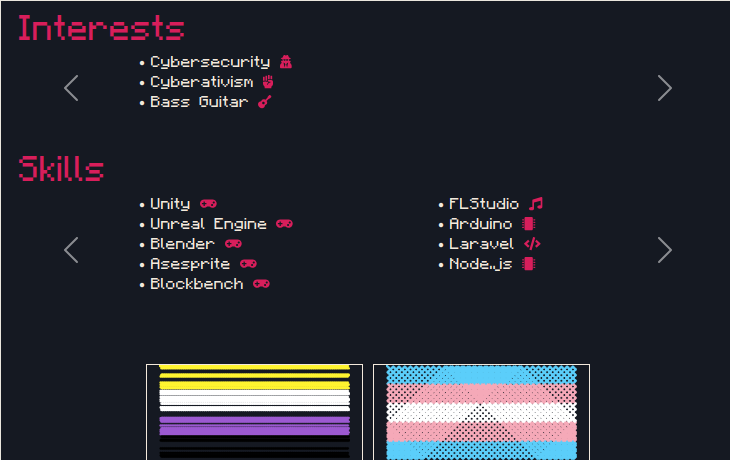 Interests
• Cybersecurity
• Cyberativism
• Bass Guitar
Skills
• Unity
• Unreal Engine
• Blender
• Asesprite
• Blockbench
• FLStudio
• Arduino
• Laravel
• Node.js